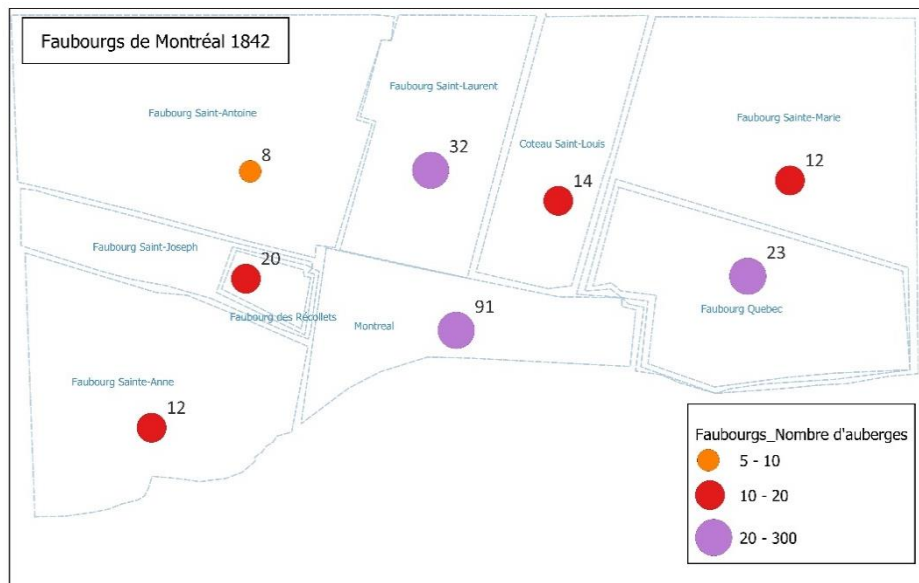 Faubourgs de Montréal 1842
Faubourg Saint-Antoine
8
Faubourg Saint-Laurent
32
Coteau Saint-Louis
14
Faubourg Sainte-Marie
12
Faubourg Saint-Joseph
20
Faubourg des Récollets
Montreal
91
23
Faubourg Quebec
Faubourg Sainte-Anne
12
Faubourgs_Nombre d'auberges
5 - 10
10 - 20
20 - 300